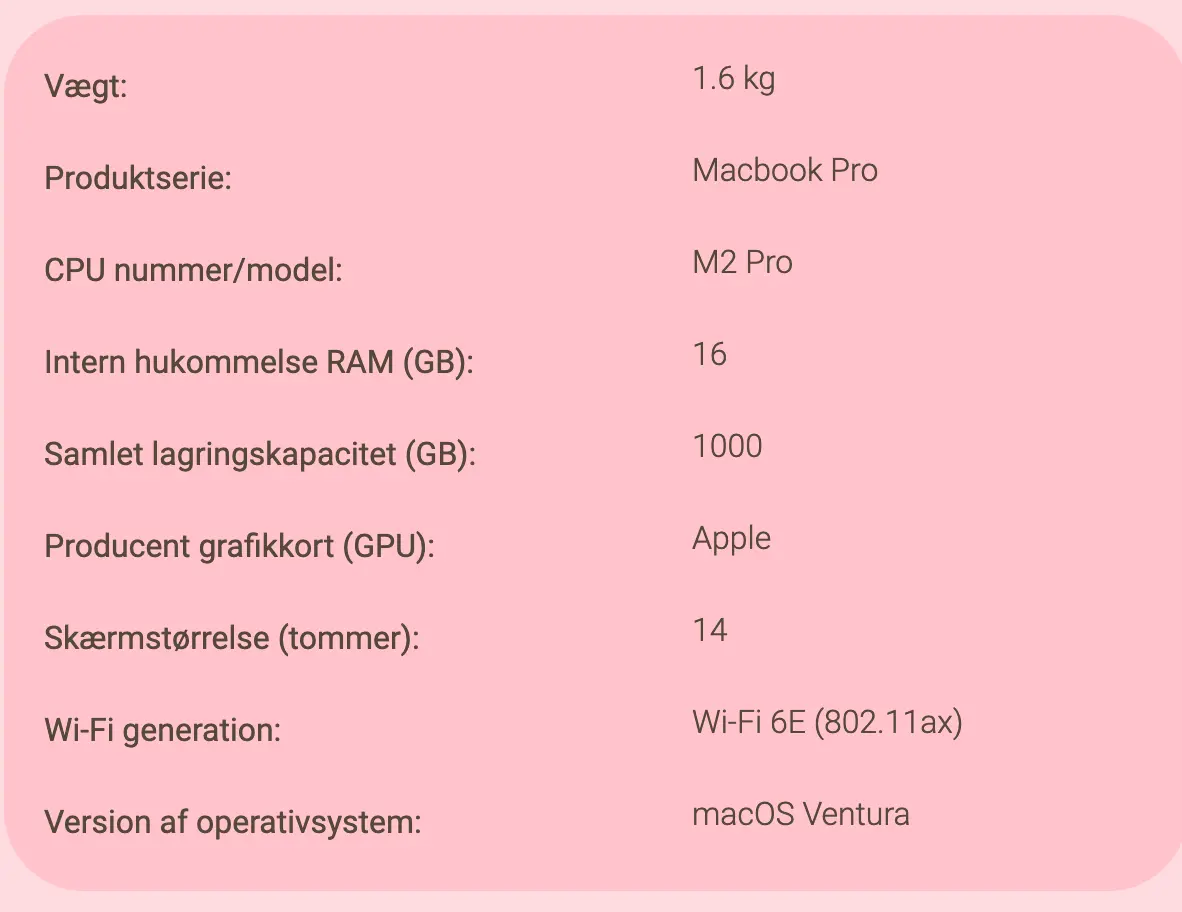 Vægt: 1.6 kg
Produktserie: Macbook Pro
CPU nummer/model: M2 Pro
Intern hukommelse RAM (GB): 16
Samlet lagringskapacitet (GB): 1000
Producent grafikkort (GPU): Apple
Skærmstørrelse (tommer): 14
Wi-Fi generation: Wi-Fi 6E (802.11ax)
Version af operativsystem: macOS Ventura